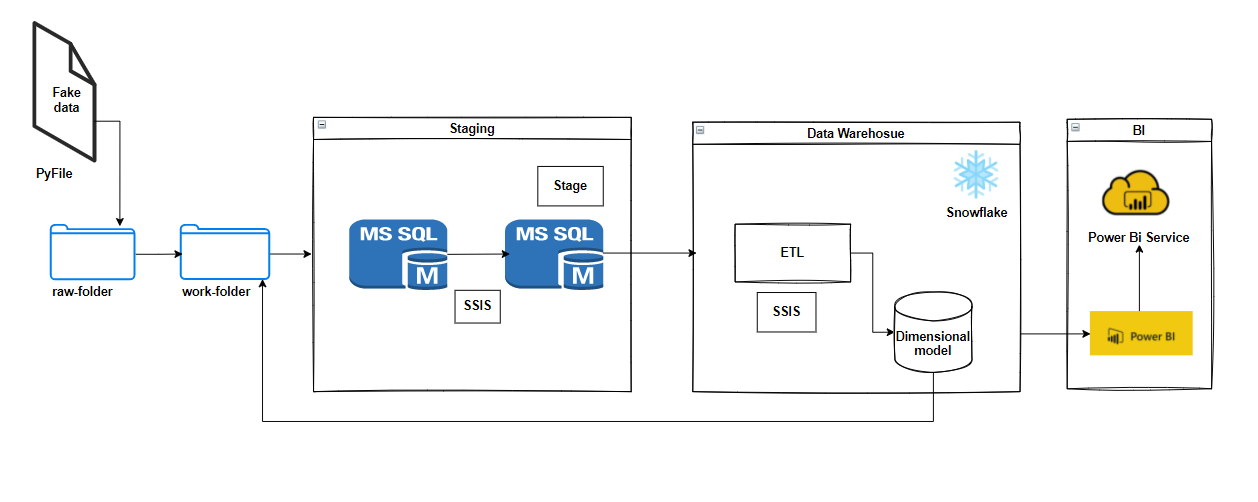 Fake
data
PyFile
raw-folder
work-folder
Staging
Stage
MS SQL
M
MS SQL
M
SSIS
Data Warehosue
Snowflake
ETL
SSIS
Dimensional
model
BI
Power Bi Service
Power BI